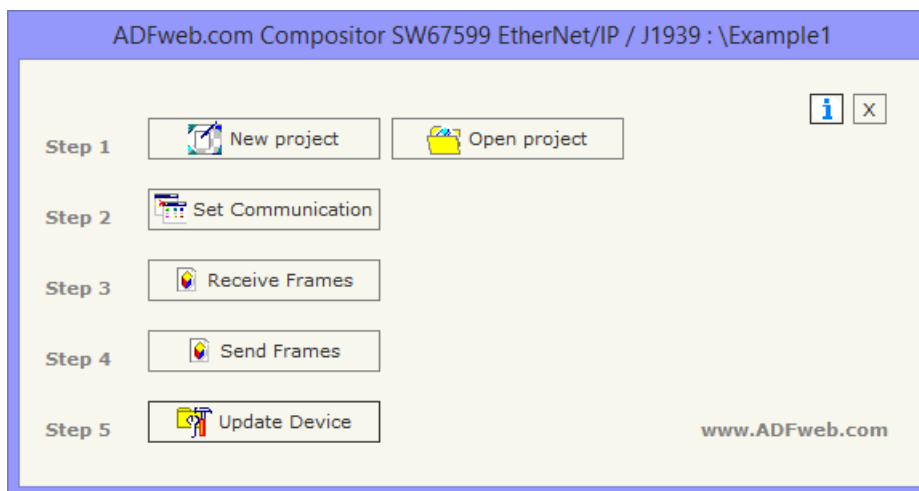 ADFweb.com Compositor SW67599 EtherNet/IP / J1939 : \Example1
i X
Step 1 New project Open project
Step 2 Set Communication
Step 3 Receive Frames
Step 4 Send Frames
Step 5 Update Device
www.ADFweb.com